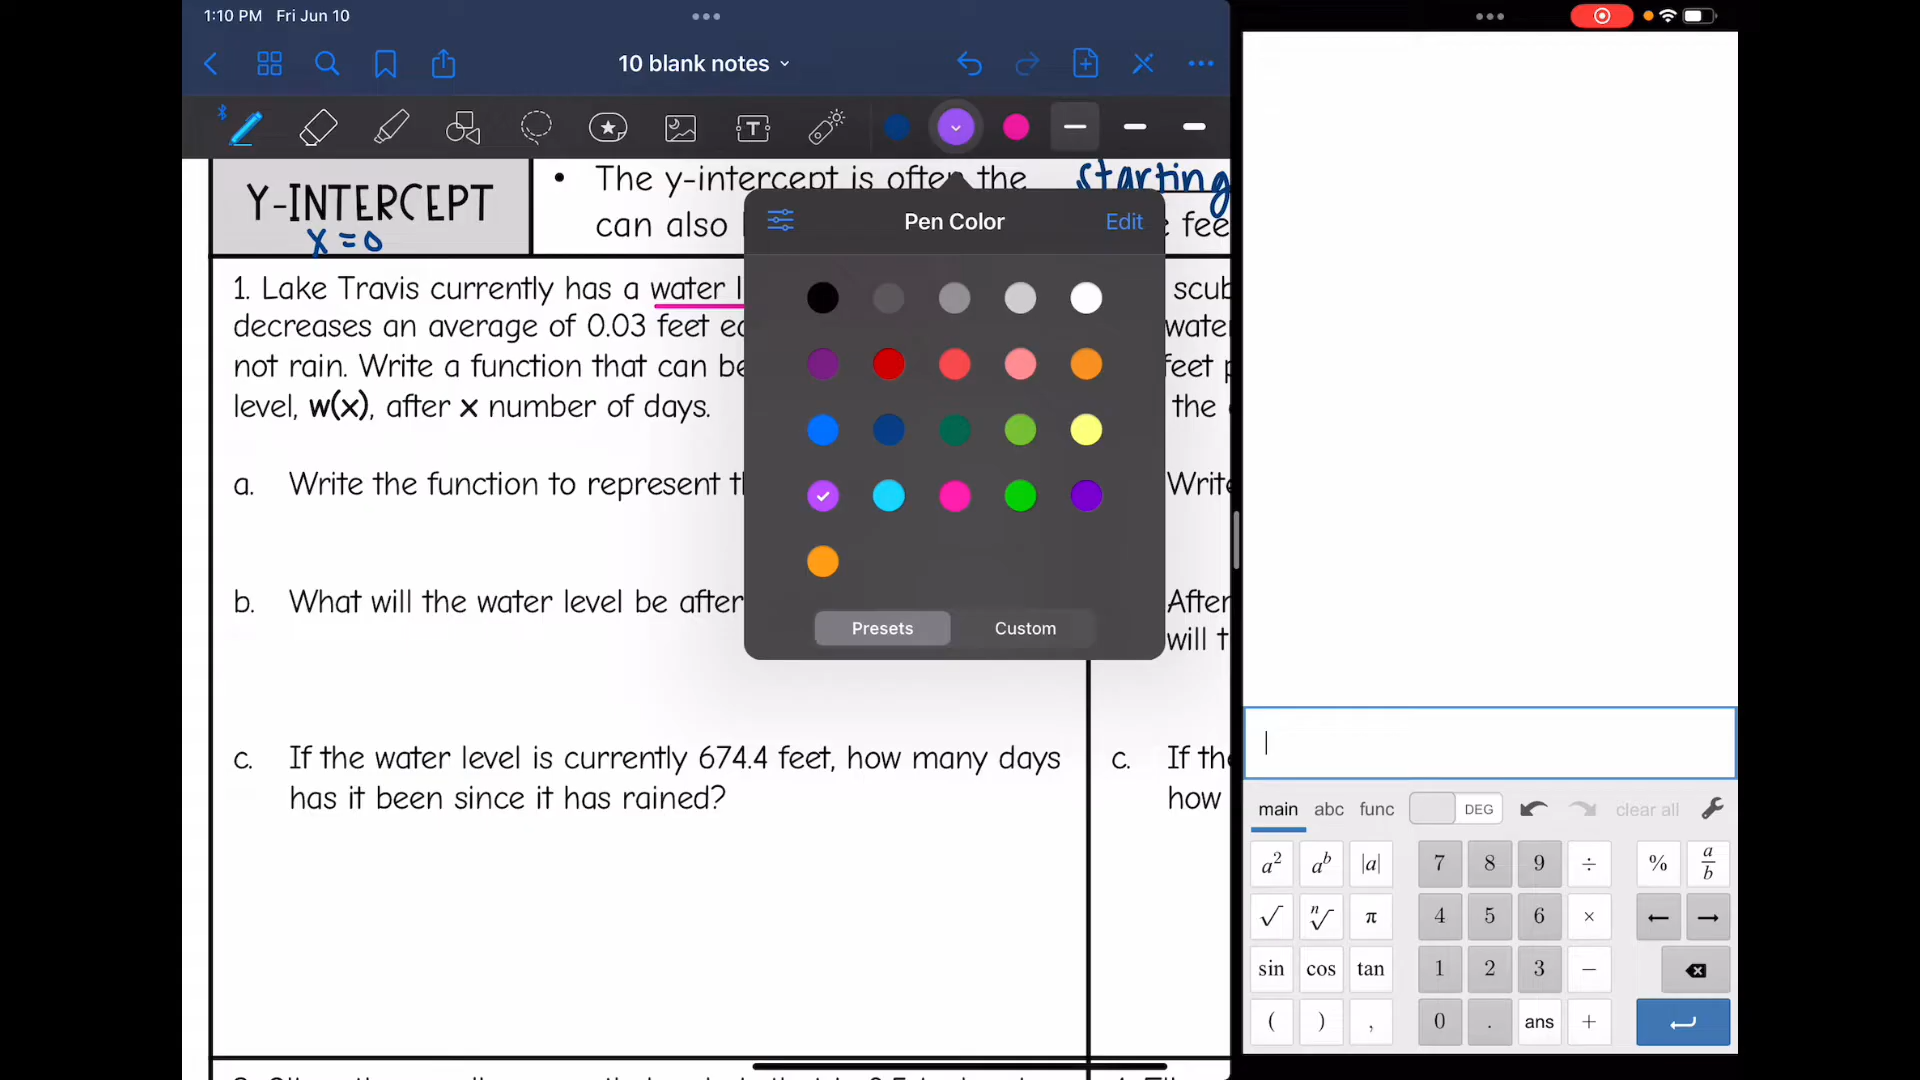 1:10 PM Fri Jun 10
10 blank notes
Y-INTERCEPT
x = 0
• The y-intercept is often the starting
can also
fee
Pen Color
Edit
Presets
Custom
1. Lake Travis currently has a water l
decreases an average of 0.03 feet ea
not rain. Write a function that can be
level, w(x), after x number of days.
a. Write the function to represent th
b. What will the water level be after
c. If the water level is currently 674.4 feet, how many days
has it been since it has rained?
scub
water
feet p
the
Write
After
will t
c. If the
how
main abc func DEG clear all
a² aᵇ |a| 7 8 9 ÷ % a/b
√ ⁿ√ π 4 5 6 × ← →
sin cos tan 1 2 3 −
( ) , 0 . ans +